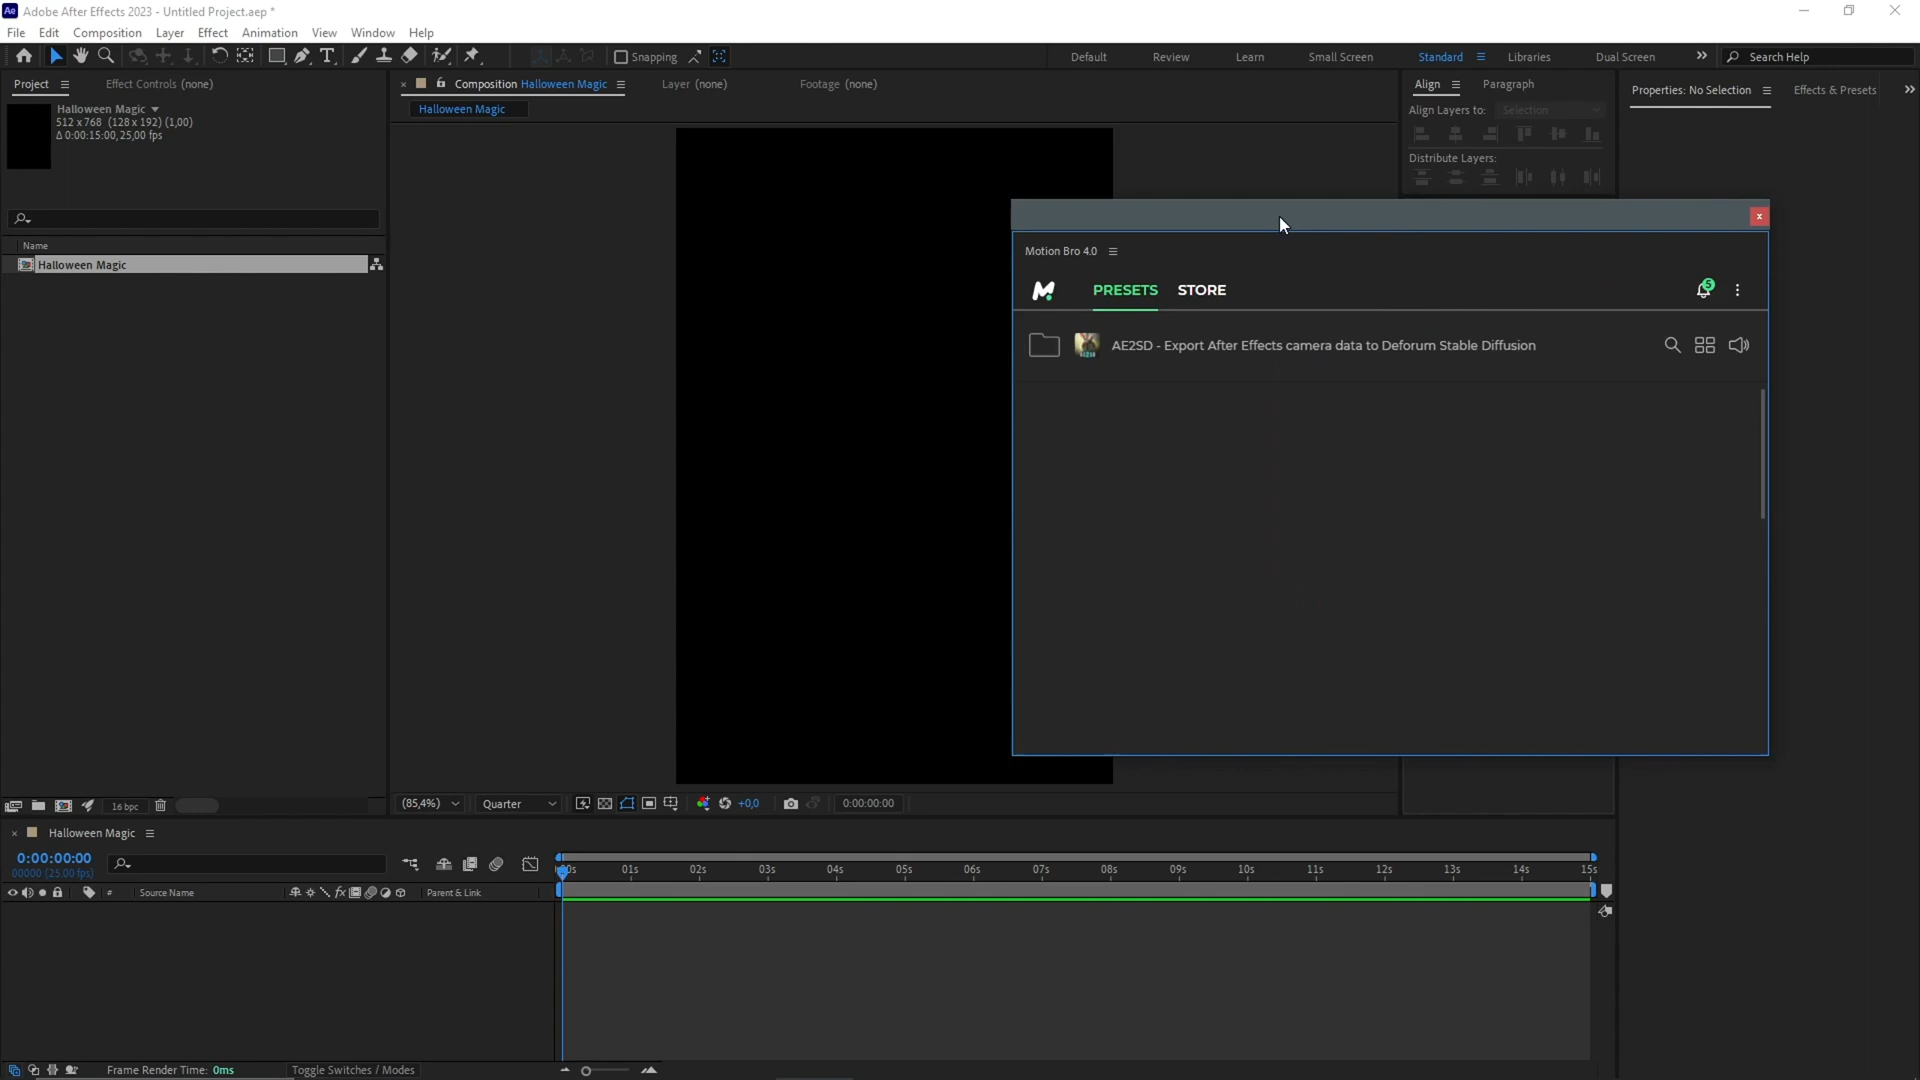 Ae Adobe After Effects 2023 - Untitled Project.aep *
File Edit Composition Layer Effect Animation View Window Help
Snapping
Default Review Learn Small Screen Standard Libraries Dual Screen Search Help
Project Effect Controls (none)
Composition Halloween Magic Layer (none) Footage (none)
Align Paragraph
Properties: No Selection Effects & Presets
Halloween Magic
512 x 768 (128 x 192) (1,00)
Δ 0:00:15:00, 25,00 fps
Halloween Magic
Align Layers to: Selection
Distribute Layers:
Name
Halloween Magic
Motion Bro 4.0
PRESETS STORE
5
AE2SD - Export After Effects camera data to Deforum Stable Diffusion
16 bpc
(85,4%) Quarter +0,0 0:00:00:00
Halloween Magic
0:00:00:00
00000 (25.00 fps)
# Source Name fx Parent & Link
00s 01s 02s 03s 04s 05s 06s 07s 08s 09s 10s 11s 12s 13s 14s 15s
Frame Render Time: 0ms Toggle Switches / Modes